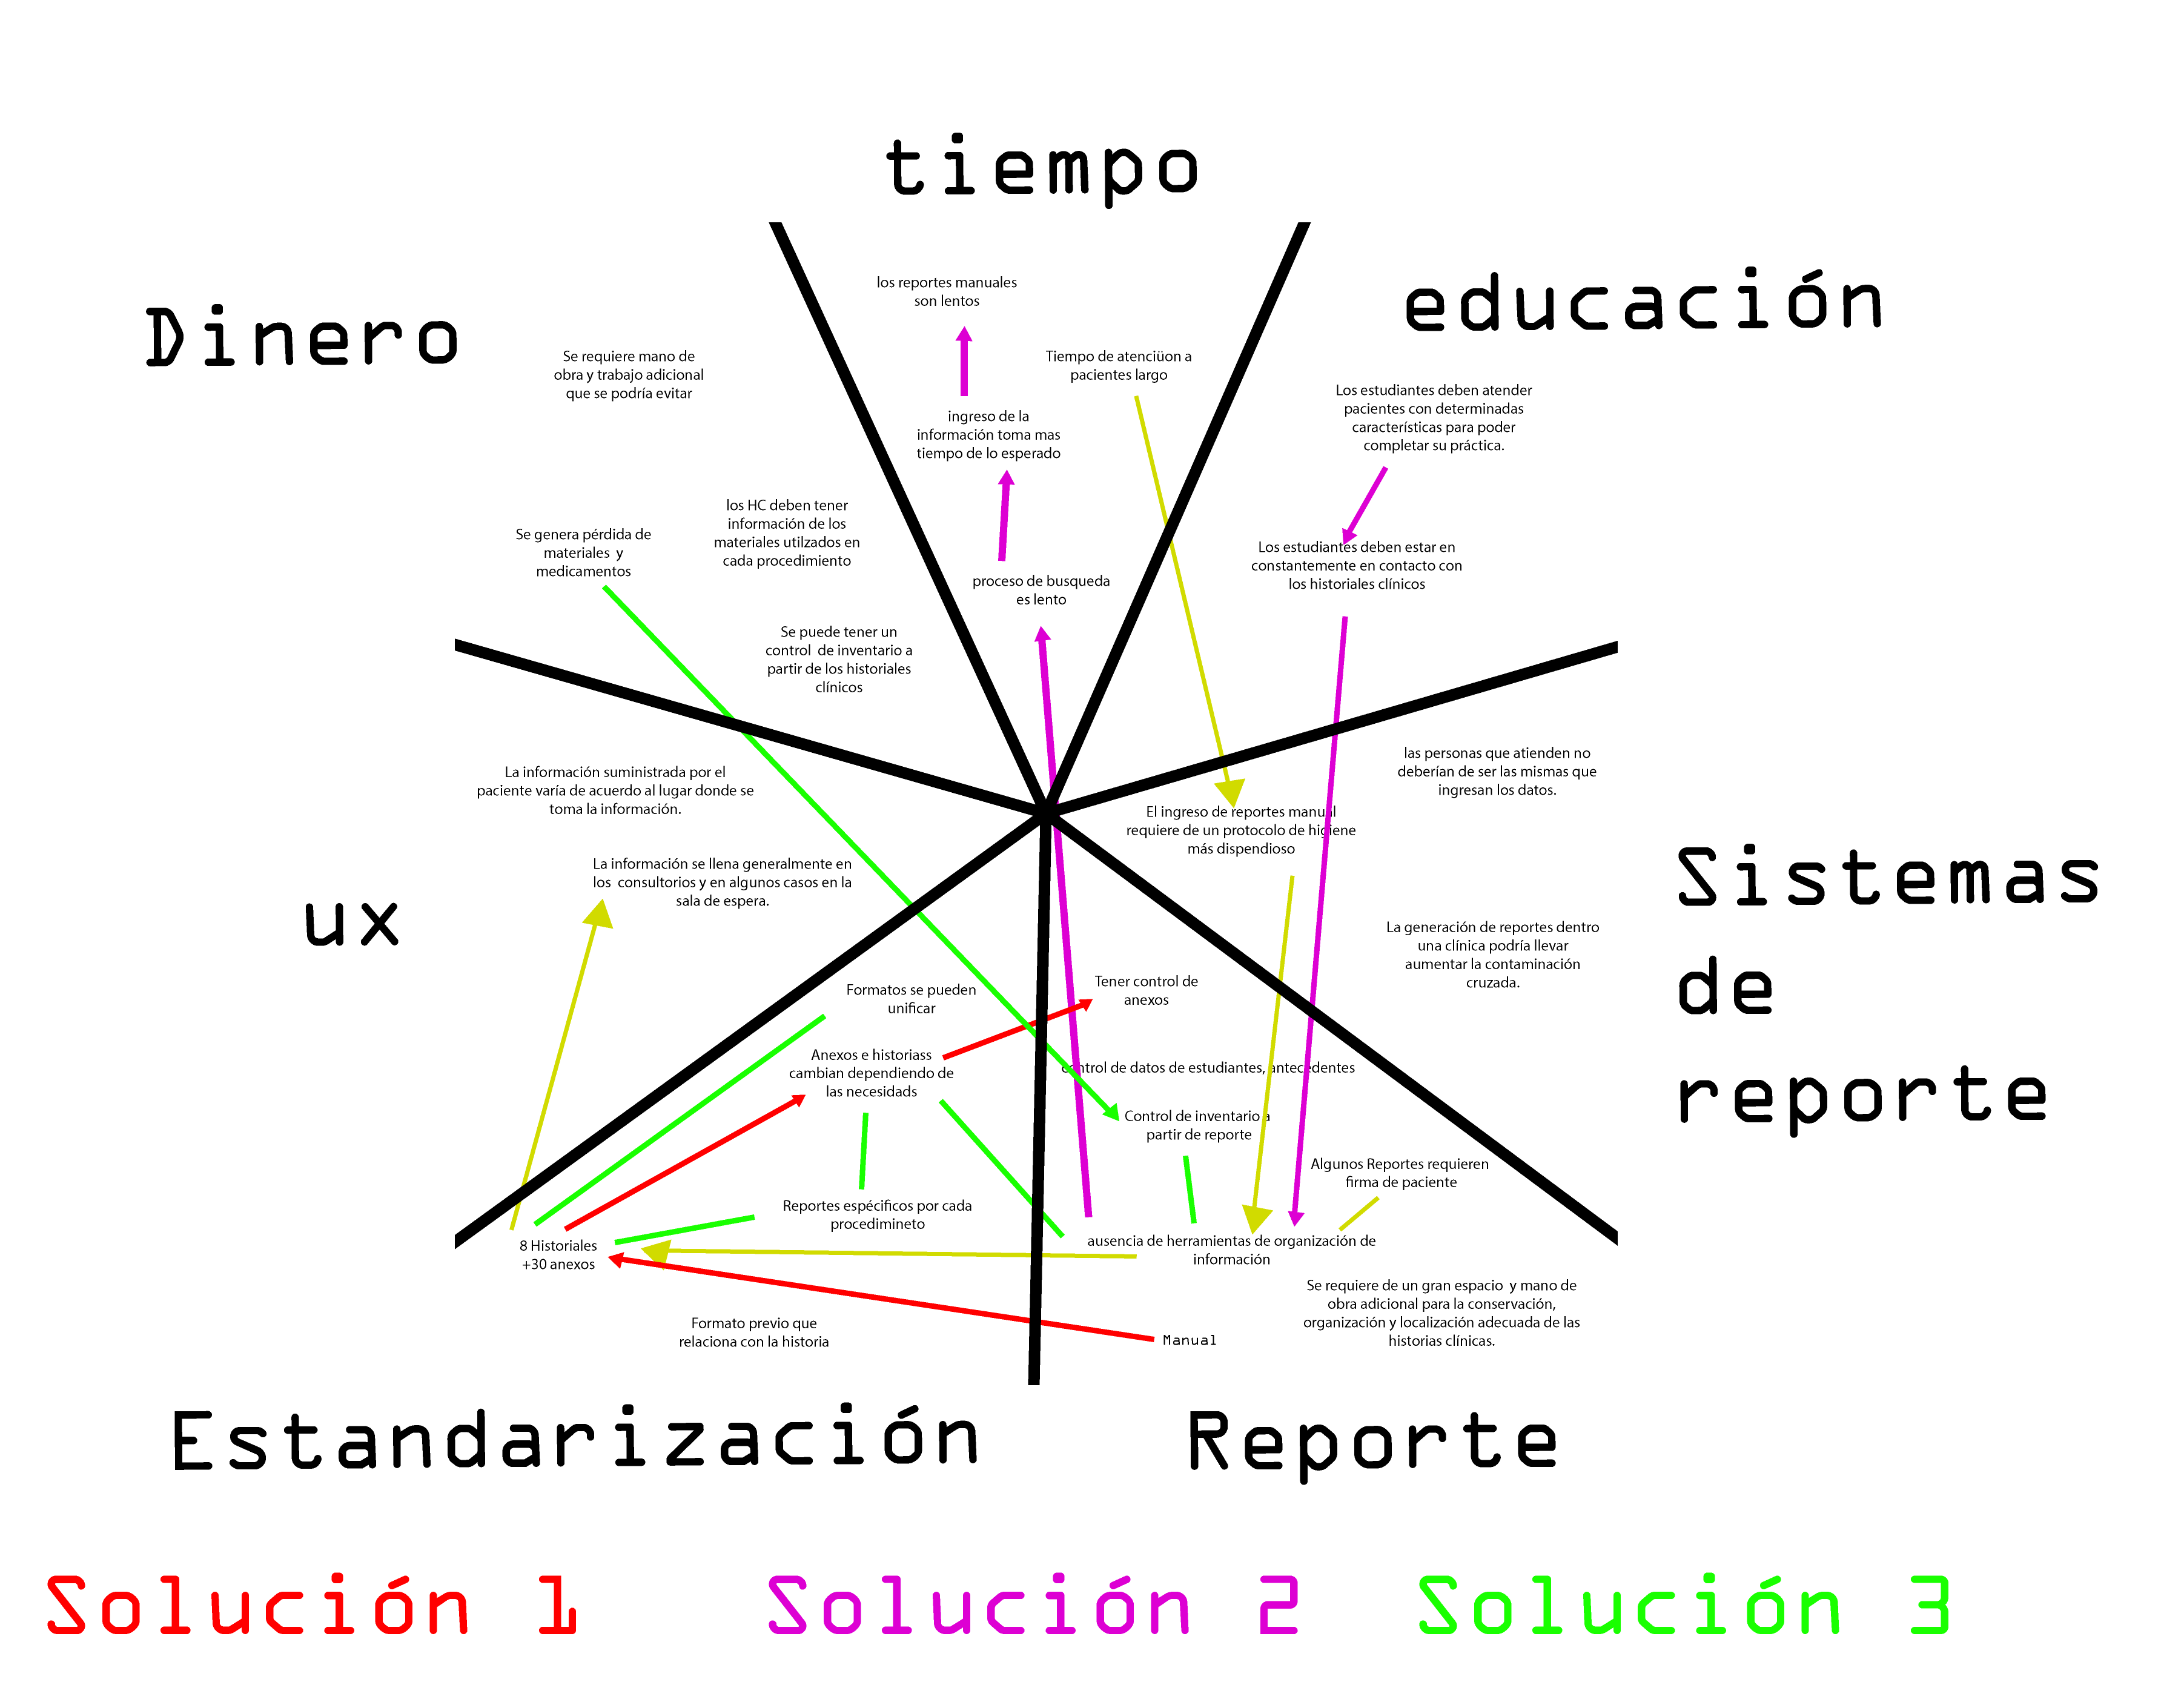 tiempo
Dinero
educación
los reportes manuales
son lentos
Se requiere mano de
obra y trabajo adicional
que se podría evitar
Tiempo de atenciüon a
pacientes largo
ingreso de la
información toma mas
tiempo de lo esperado
Los estudiantes deben atender
pacientes con determinadas
características para poder
completar su práctica.
Se genera pérdida de
materiales y
medicamentos
los HC deben tener
información de los
materiales utilzados en
cada procedimiento
proceso de busqueda
es lento
Los estudiantes deben estar en
constantemente en contacto con
los historiales clínicos
Se puede tener un
control de inventario a
partir de los historiales
clínicos
ux
La información suministrada por el
paciente varía de acuerdo al lugar donde se
toma la información.
La información se llena generalmente en
los consultorios y en algunos casos en la
sala de espera.
Sistemas
de
reporte
las personas que atienden no
deberían de ser las mismas que
ingresan los datos.
El ingreso de reportes manual
requiere de un protocolo de higiene
más dispendioso
La generación de reportes dentro
una clínica podría llevar
aumentar la contaminación
cruzada.
Formatos se pueden
unificar
Anexos e historiass
cambian dependiendo de
las necesidads
Reportes espécificos por cada
procedimineto
8 Historiales
+30 anexos
Formato previo que
relaciona con la historia
Tener control de
anexos
control de datos de estudiantes, antecedentes
Control de inventario a
partir de reporte
Algunos Reportes requieren
firma de paciente
ausencia de herramientas de organización de
información
Se requiere de un gran espacio y mano de
obra adicional para la conservación,
organización y localización adecuada de las
historias clínicas.
Manual
Estandarización
Reporte
Solución 1
Solución 2
Solución 3